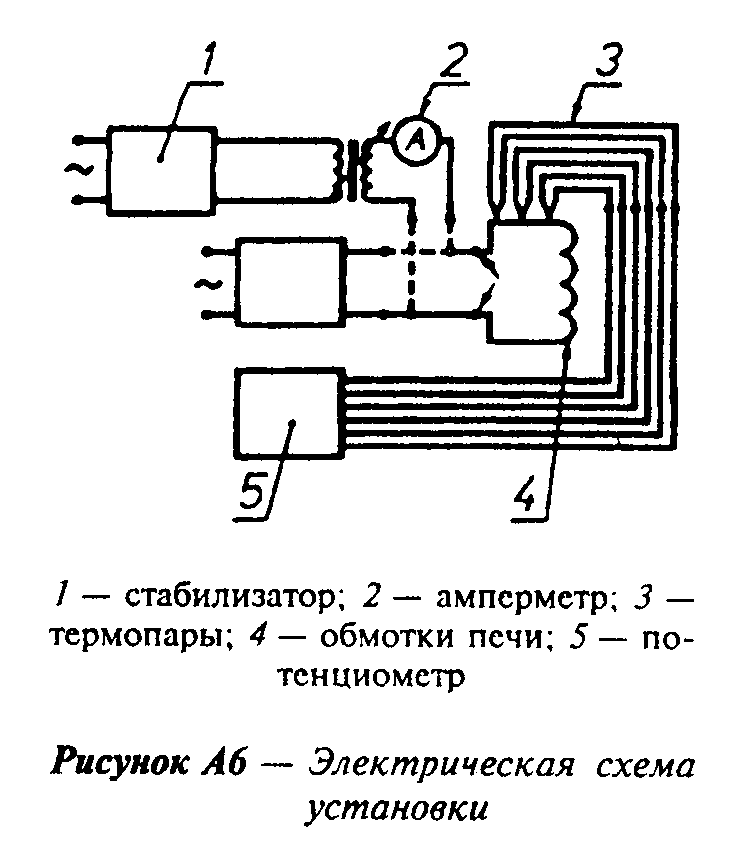 1 2 3
A
~
~
5 4
1 — стабилизатор; 2 — амперметр; 3 —
термопары; 4 — обмотки печи; 5 — по-
тенциометр
Рисунок А6 — Электрическая схема
установки